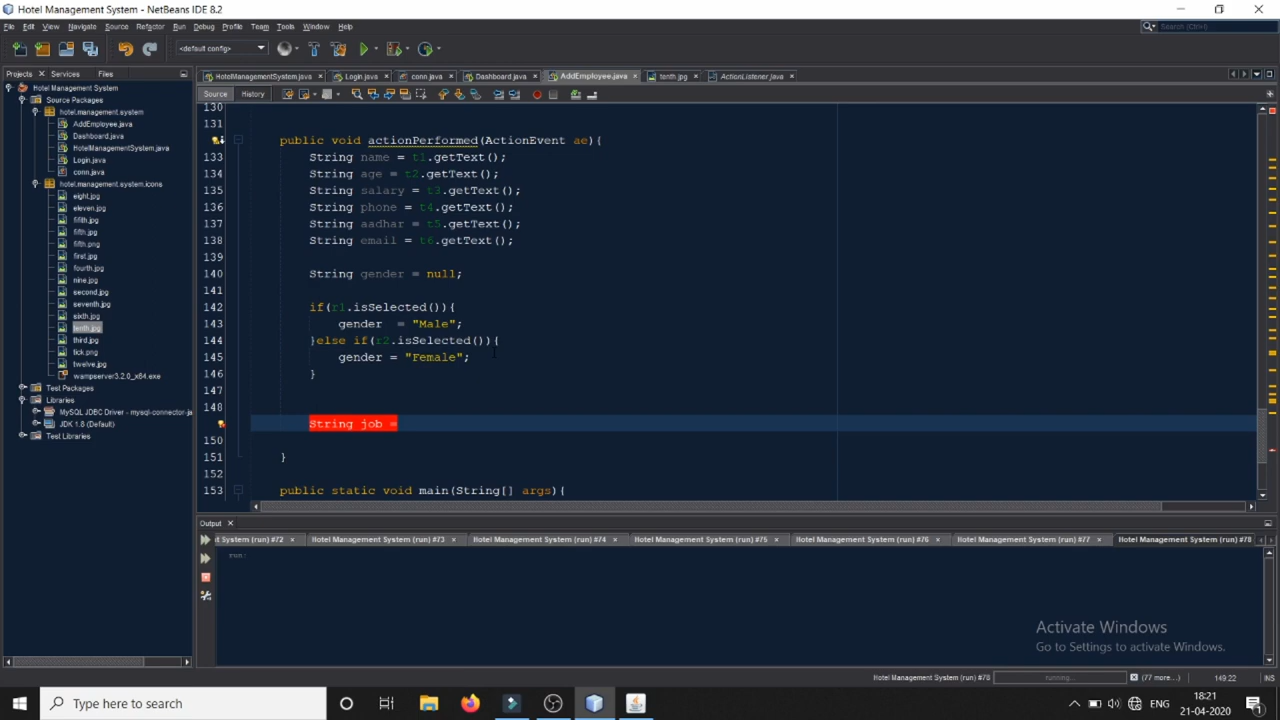 Hotel Management System - NetBeans IDE 8.2
File Edit View Navigate Source Refactor Run Debug Profile Team Tools Window Help
Search (Ctrl+I)
<default config>
Projects Services Files
HotelManagementSystem.java Login.java conn.java Dashboard.java AddEmployee.java tenth.jpg ActionListener.java
Source History
Hotel Management System
Source Packages
hotel.management.system
AddEmployee.java
Dashboard.java
HotelManagementSystem.java
Login.java
conn.java
hotel.management.system.icons
eight.jpg
eleven.jpg
fifith.jpg
fifth.jpg
fifth.png
first.jpg
fourth.jpg
nine.jpg
second.jpg
seventh.jpg
sixth.jpg
tenth.jpg
third.jpg
tick.png
twelve.jpg
wampserver3.2.0_x64.exe
Test Packages
Libraries
MySQL JDBC Driver - mysql-connector-ja
JDK 1.8 (Default)
Test Libraries
130
131
public void actionPerformed(ActionEvent ae){
133 String name = t1.getText();
134 String age = t2.getText();
135 String salary = t3.getText();
136 String phone = t4.getText();
137 String aadhar = t5.getText();
138 String email = t6.getText();
139
140 String gender = null;
141
142 if(r1.isSelected()){
143 gender = "Male";
144 }else if(r2.isSelected()){
145 gender = "Female";
146 }
147
148
String job =
150
151 }
152
153 public static void main(String[] args){
Output
t System (run) #72 Hotel Management System (run) #73 Hotel Management System (run) #74 Hotel Management System (run) #75 Hotel Management System (run) #76 Hotel Management System (run) #77 Hotel Management System (run) #78
run:
Activate Windows
Go to Settings to activate Windows.
Hotel Management System (run) #78 running... (77 more...) 149:22 INS
Type here to search
ENG
18:21
21-04-2020